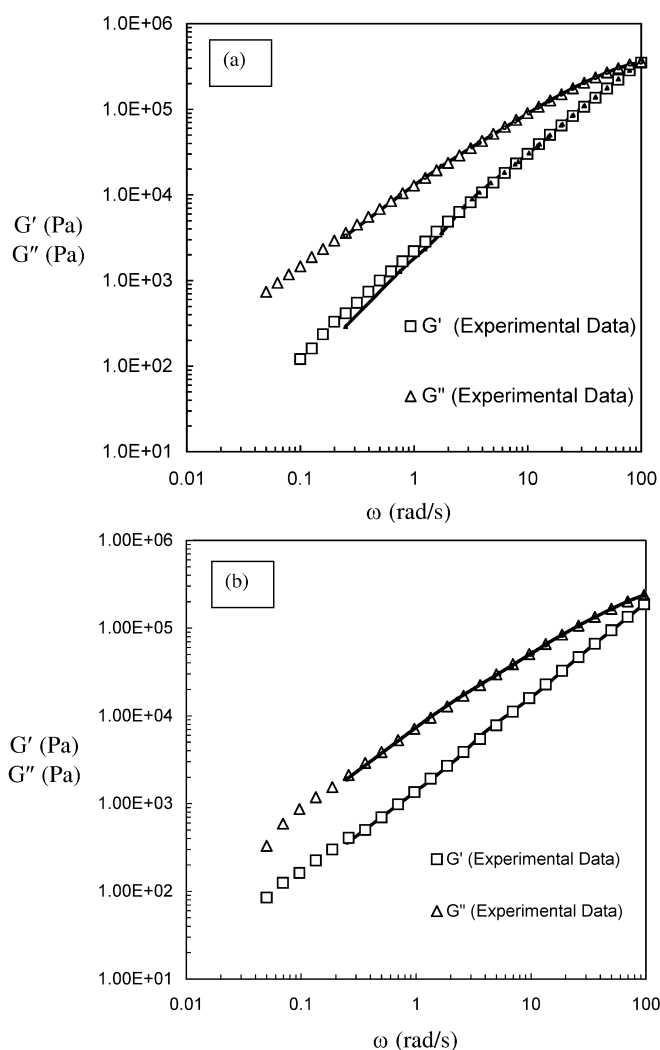 1.0E+06
(a)
1.0E+05
1.0E+04
G′ (Pa)
G″ (Pa)
1.0E+03
G' (Experimental Data)
1.0E+02
G" (Experimental Data)
1.0E+01
0.01 0.1 1 10 100
ω (rad/s)
1.00E+06
(b)
1.00E+05
1.00E+04
G′ (Pa)
G″ (Pa)
1.00E+03
G' (Experimental Data)
1.00E+02
G" (Experimental Data)
1.00E+01
0.01 0.1 1 10 100
ω (rad/s)